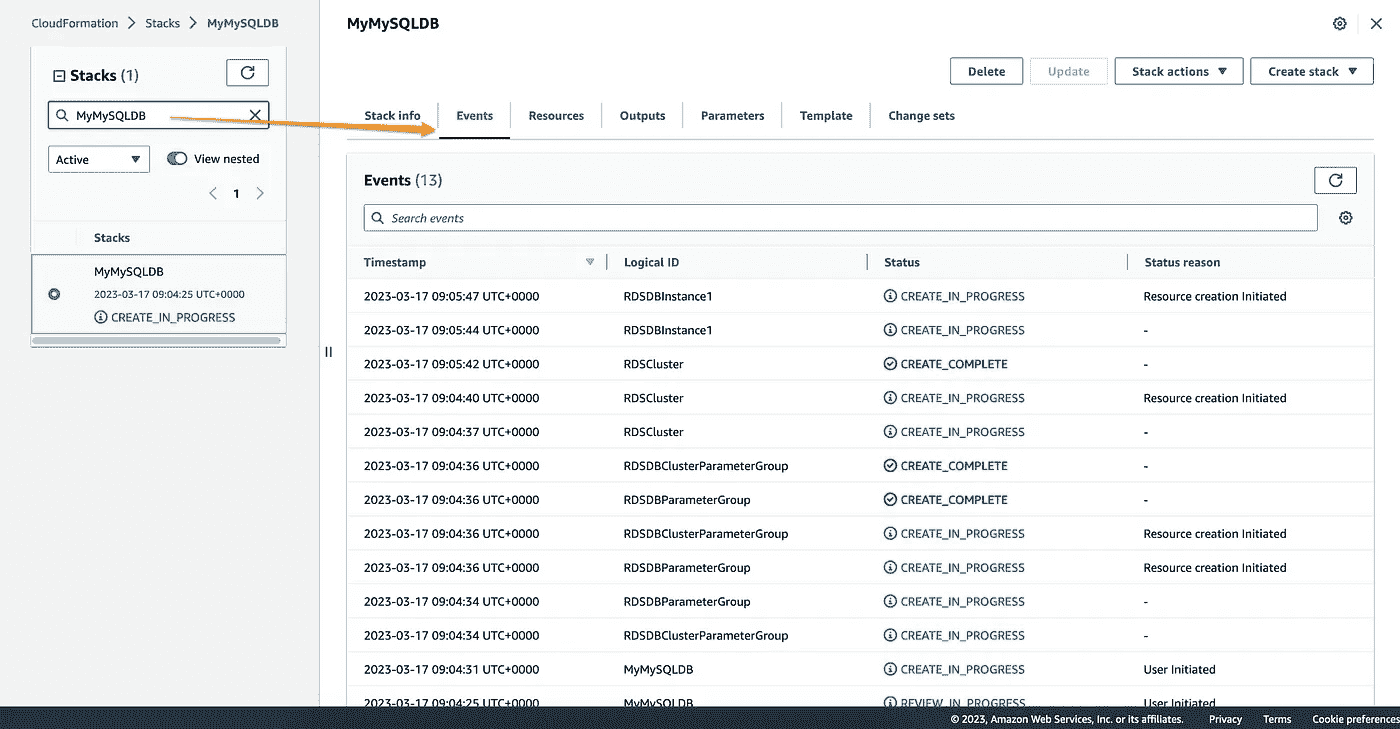 CloudFormation > Stacks > MyMySQLDB
Stacks (1)
MyMySQLDB
Active
View nested
1
Stacks
MyMySQLDB
2023-03-17 09:04:25 UTC+0000
CREATE_IN_PROGRESS
MyMySQLDB
Delete Update Stack actions Create stack
Stack info Events Resources Outputs Parameters Template Change sets
Events (13)
Search events
Timestamp Logical ID Status Status reason
2023-03-17 09:05:47 UTC+0000 RDSDBInstance1 CREATE_IN_PROGRESS Resource creation Initiated
2023-03-17 09:05:44 UTC+0000 RDSDBInstance1 CREATE_IN_PROGRESS -
2023-03-17 09:05:42 UTC+0000 RDSCluster CREATE_COMPLETE -
2023-03-17 09:04:40 UTC+0000 RDSCluster CREATE_IN_PROGRESS Resource creation Initiated
2023-03-17 09:04:37 UTC+0000 RDSCluster CREATE_IN_PROGRESS -
2023-03-17 09:04:36 UTC+0000 RDSDBClusterParameterGroup CREATE_COMPLETE -
2023-03-17 09:04:36 UTC+0000 RDSDBParameterGroup CREATE_COMPLETE -
2023-03-17 09:04:36 UTC+0000 RDSDBClusterParameterGroup CREATE_IN_PROGRESS Resource creation Initiated
2023-03-17 09:04:36 UTC+0000 RDSDBParameterGroup CREATE_IN_PROGRESS Resource creation Initiated
2023-03-17 09:04:34 UTC+0000 RDSDBParameterGroup CREATE_IN_PROGRESS -
2023-03-17 09:04:34 UTC+0000 RDSDBClusterParameterGroup CREATE_IN_PROGRESS -
2023-03-17 09:04:31 UTC+0000 MyMySQLDB CREATE_IN_PROGRESS User Initiated
2023-03-17 09:04:25 UTC+0000 MyMySQLDB REVIEW_IN_PROGRESS User Initiated
© 2023, Amazon Web Services, Inc. or its affiliates. Privacy Terms Cookie preferences